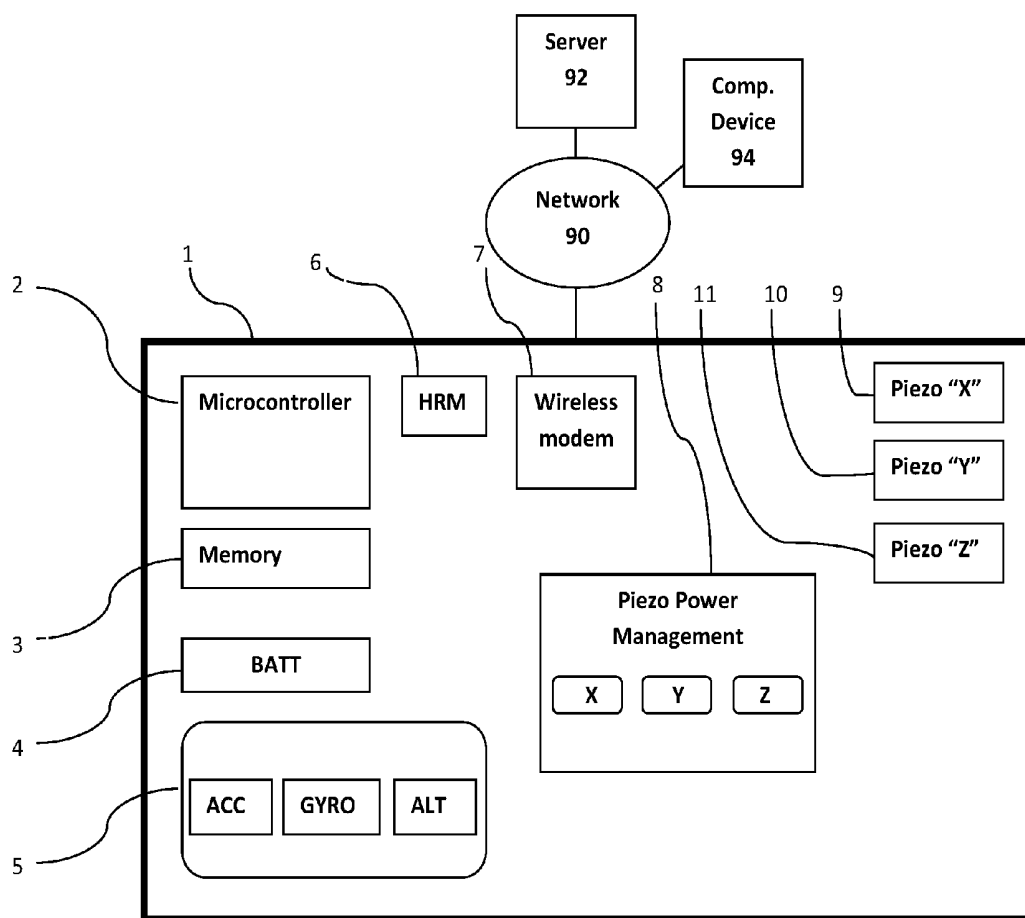 Server
92
Comp.
Device
94
Network
90
1
2
6
7
8
11
10
9
Microcontroller
HRM
Wireless
modem
Piezo "X"
Piezo "Y"
Piezo "Z"
Memory
3
Piezo Power
Management
X Y Z
BATT
4
ACC GYRO ALT
5